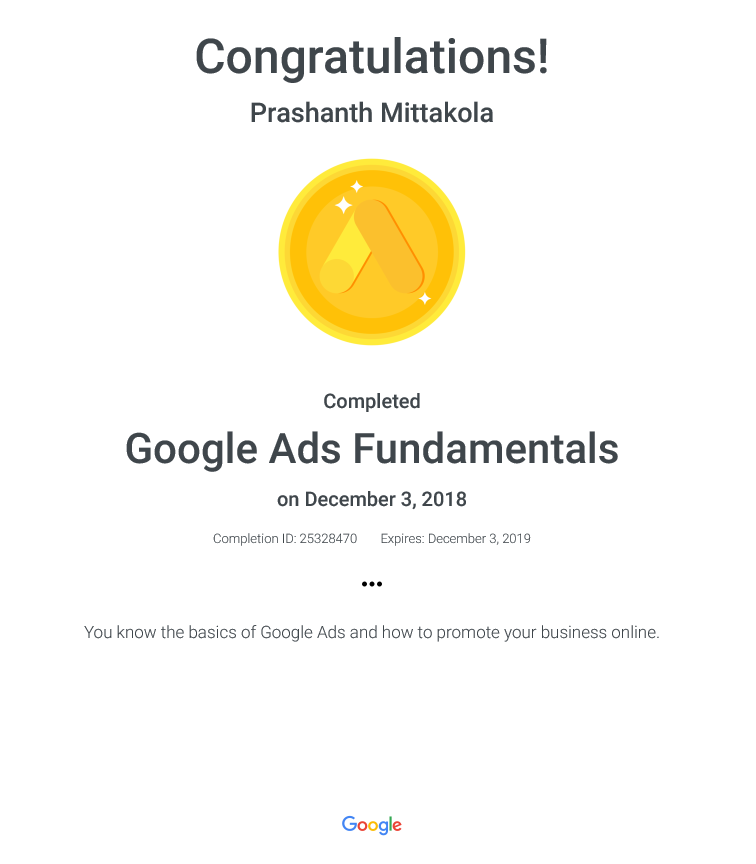 Congratulations!
Prashanth Mittakola
Completed
Google Ads Fundamentals
on December 3, 2018
Completion ID: 25328470 Expires: December 3, 2019
•••
You know the basics of Google Ads and how to promote your business online.
Google